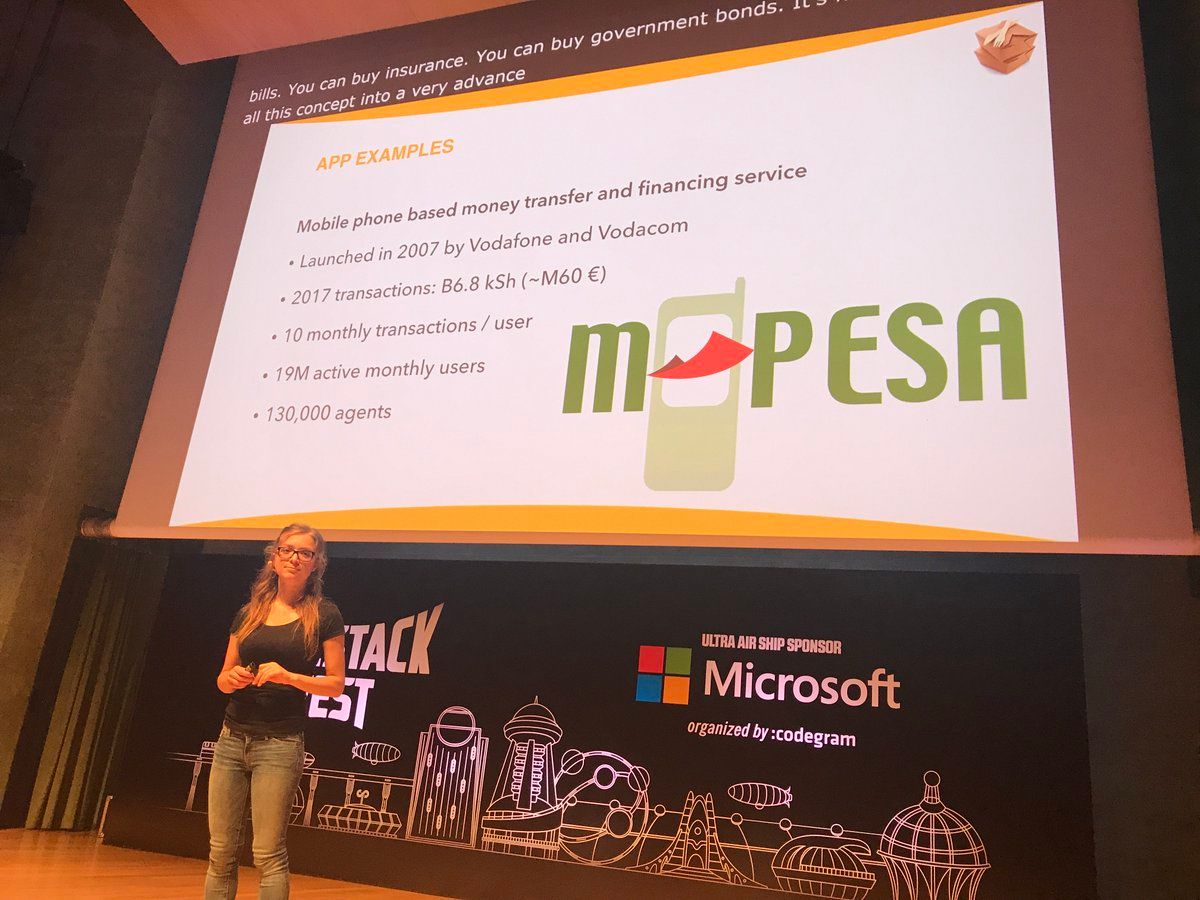 bills. You can buy insurance. You can buy government bonds. It's
all this concept into a very advance
APP EXAMPLES
Mobile phone based money transfer and financing service
• Launched in 2007 by Vodafone and Vodacom
• 2017 transactions: B6.8 kSh (~M60 €)
• 10 monthly transactions / user
• 19M active monthly users
• 130,000 agents
m PESA
STACK
EST
ULTRA AIR SHIP SPONSOR
Microsoft
organized by :codegram